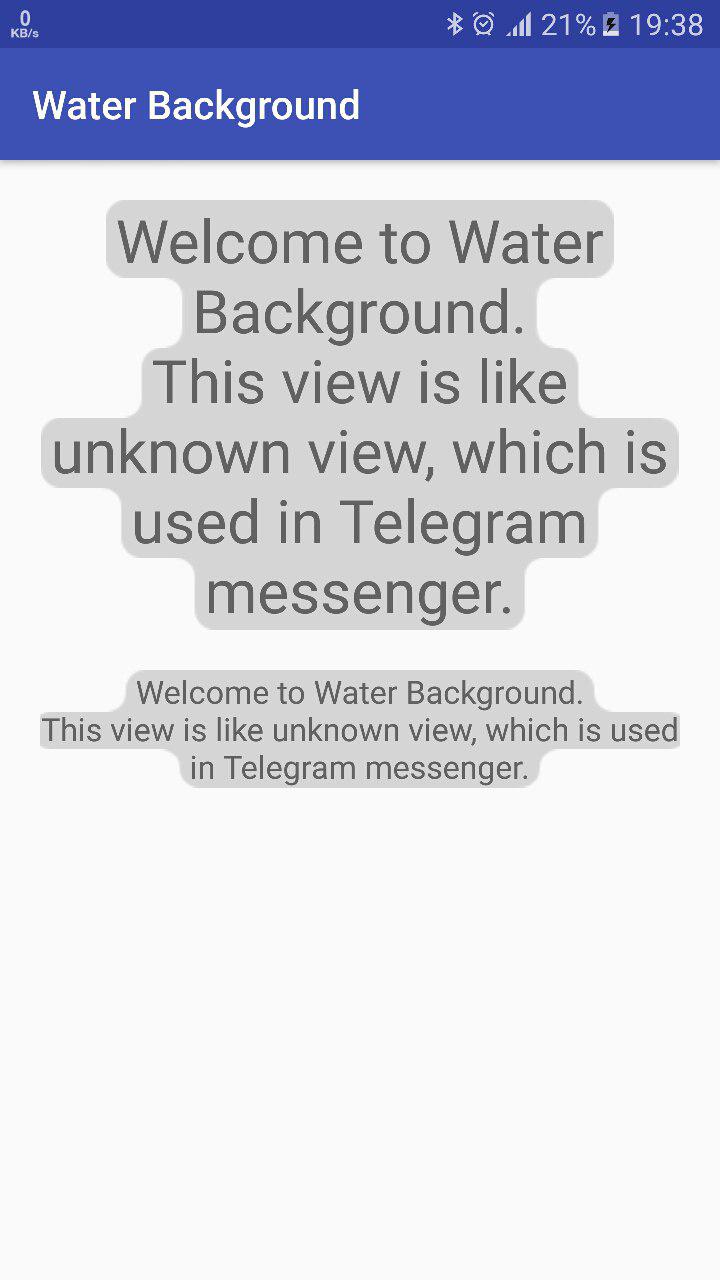 0
KB/s
21% 19:38
Water Background
Welcome to Water
Background.
This view is like
unknown view, which is
used in Telegram
messenger.
Welcome to Water Background.
This view is like unknown view, which is used
in Telegram messenger.